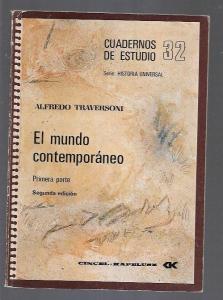 CUADERNOS 32
DE ESTUDIO
Serie: HISTORIA UNIVERSAL
ALFREDO TRAVERSONI
El mundo
contemporáneo
Primera parte
Segunda edición
CINCEL-KAPELUSZ